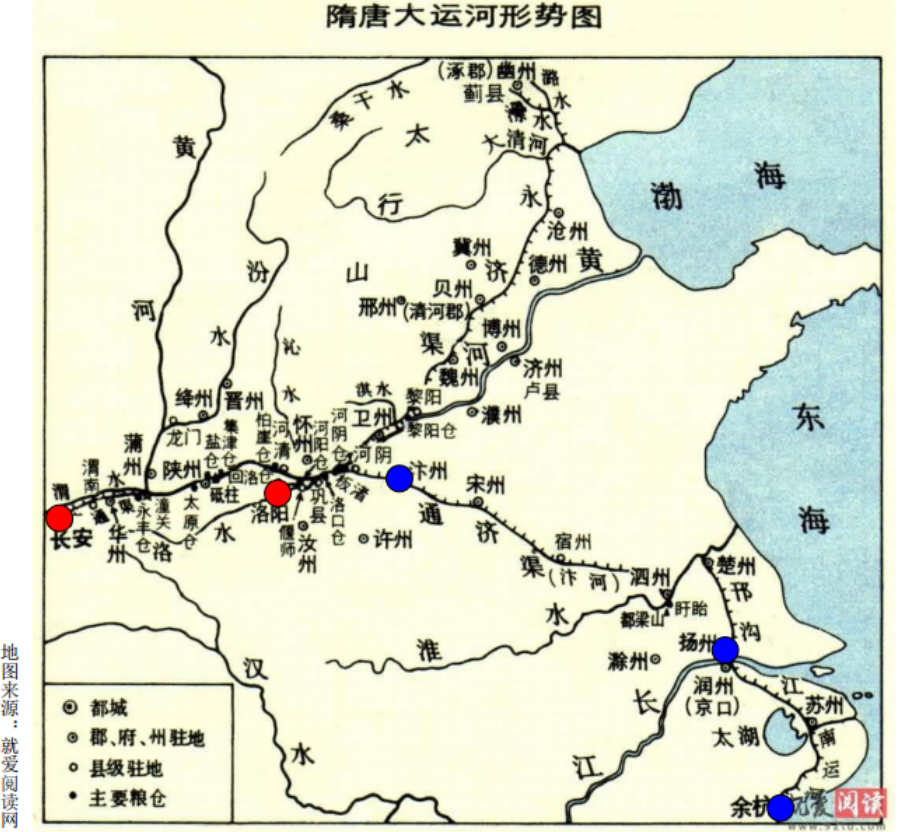 隋唐大运河形势图
(涿郡)幽州
蓟县
潞
水
桑干水
大清河
太
行
山
渤海
黄
河
汾
水
沁
水
永
济
渠
沧州
冀州
德州
黄
河
贝州
(清河郡)
邢州
博州
魏州
济州
卢县
淇水
黎阳
卫州
黎阳仓
濮州
绛州
晋州
龙门
蒲州
盐仓
集津仓
柏崖仓
河清
怀州
河阳仓
河阴仓
河阴
汴州
陕州
回洛仓
砥柱
渭南
渭
水
长安
华州
永丰仓
潼关
太原仓
洛
水
洛阳
偃师
巩县
洛口仓
汝州
许州
板渚
通
济
渠
(汴河)
宋州
宿州
泗州
盱眙
都梁山
楚州
邗
沟
淮
水
滁州
扬州
润州
(京口)
长
江
江
南
运
河
苏州
太湖
余杭
汉
水
东
海
都城
郡、府、州驻地
县级驻地
主要粮仓
地图来源：就爱阅读网
就爱阅读
www.92to.com